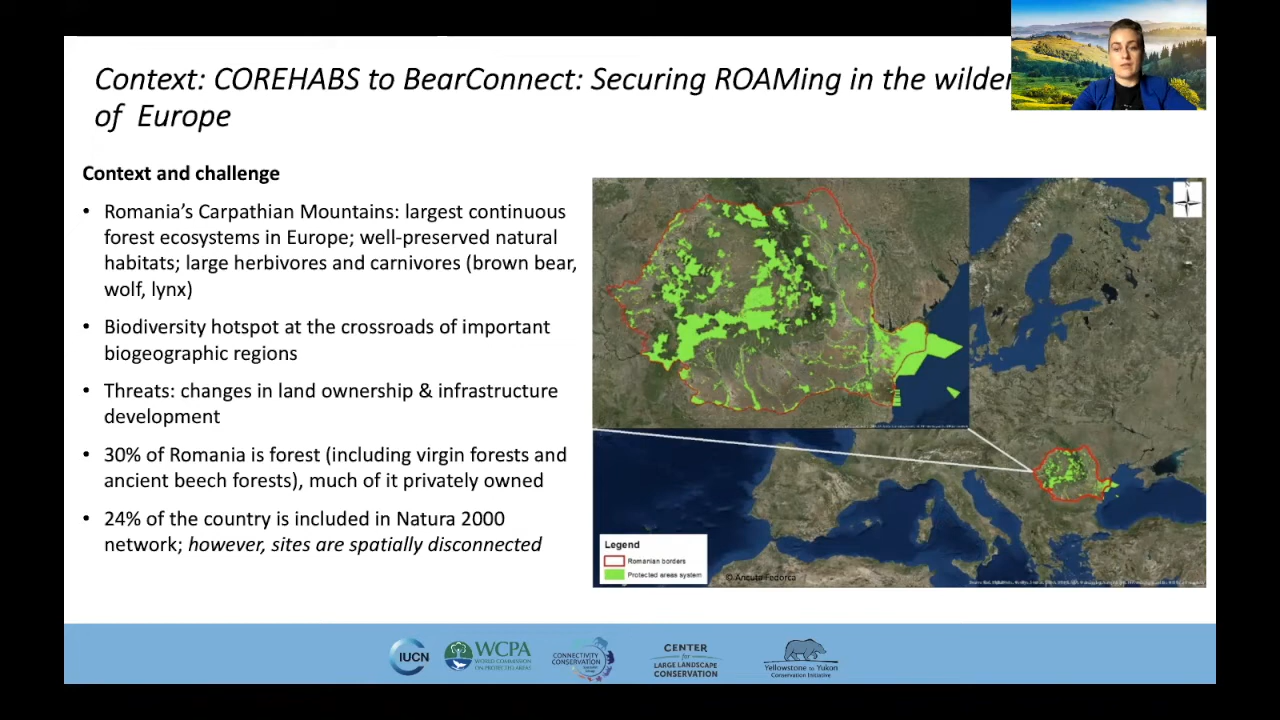 Context: COREHABS to BearConnect: Securing ROAMing in the wilder
of Europe
Context and challenge
• Romania's Carpathian Mountains: largest continuous
forest ecosystems in Europe; well-preserved natural
habitats; large herbivores and carnivores (brown bear,
wolf, lynx)
• Biodiversity hotspot at the crossroads of important
biogeographic regions
• Threats: changes in land ownership & infrastructure
development
• 30% of Romania is forest (including virgin forests and
ancient beech forests), much of it privately owned
• 24% of the country is included in Natura 2000
network; however, sites are spatially disconnected
Legend
Romanian borders
Protected areas system
© Ancuta Fedorca
IUCN
WCPA
WORLD COMMISSION
ON PROTECTED AREAS
CONNECTIVITY
CONSERVATION
CENTER
for
LARGE LANDSCAPE
CONSERVATION
Yellowstone to Yukon
Conservation Initiative